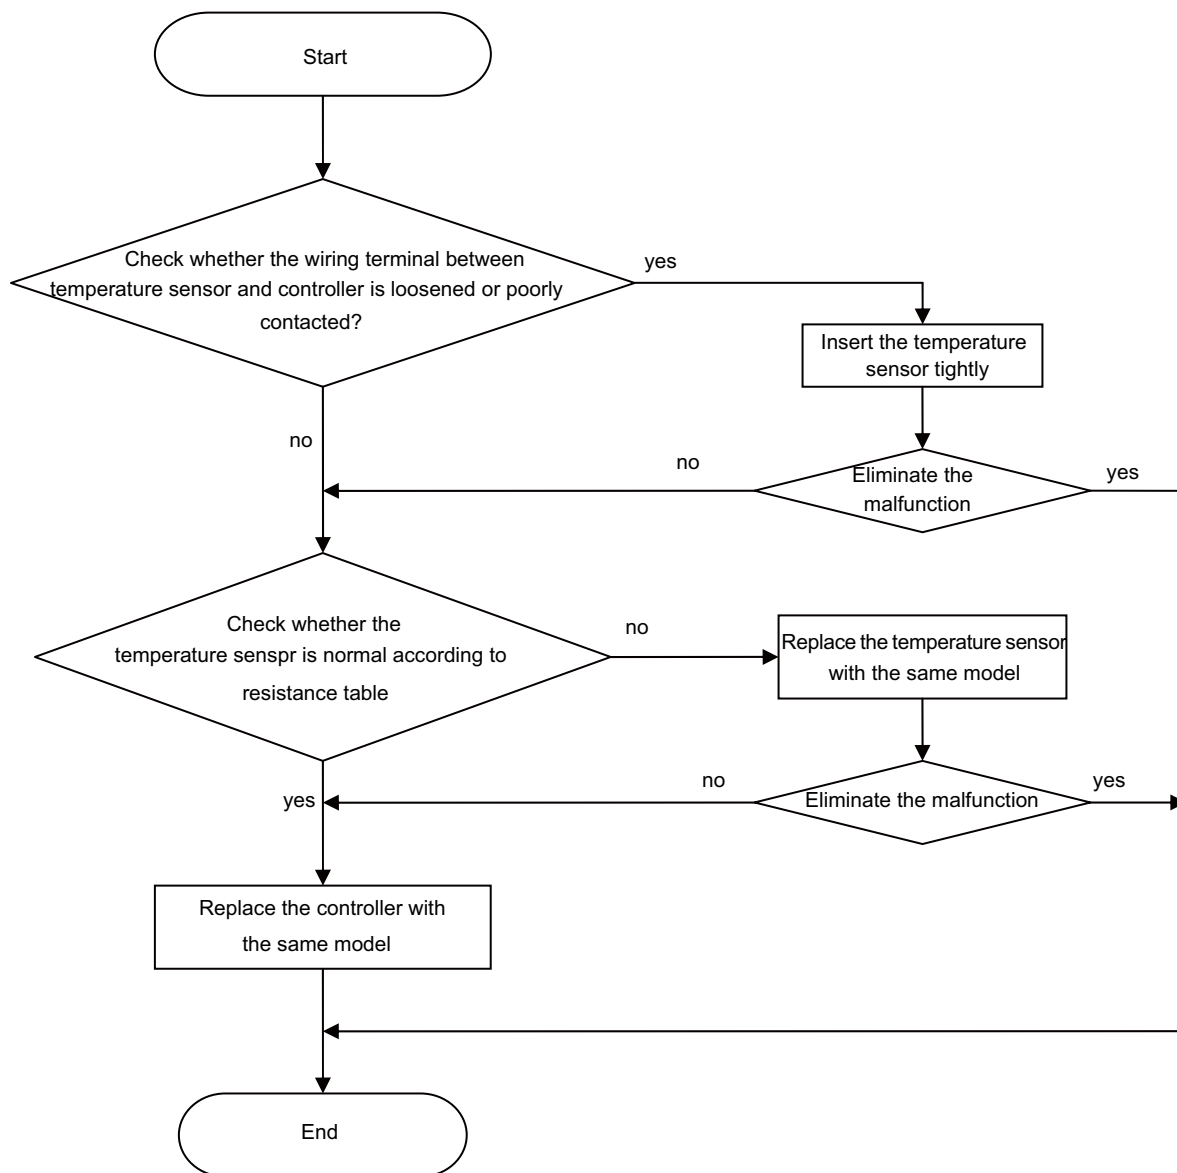 Start
Check whether the wiring terminal between
temperature sensor and controller is loosened or poorly
contacted?
yes
Insert the temperature
sensor tightly
no
no
Eliminate the
malfunction
yes
Check whether the
temperature senspr is normal according to
resistance table
no
Replace the temperature sensor
with the same model
yes
no
Eliminate the malfunction
yes
Replace the controller with
the same model
End